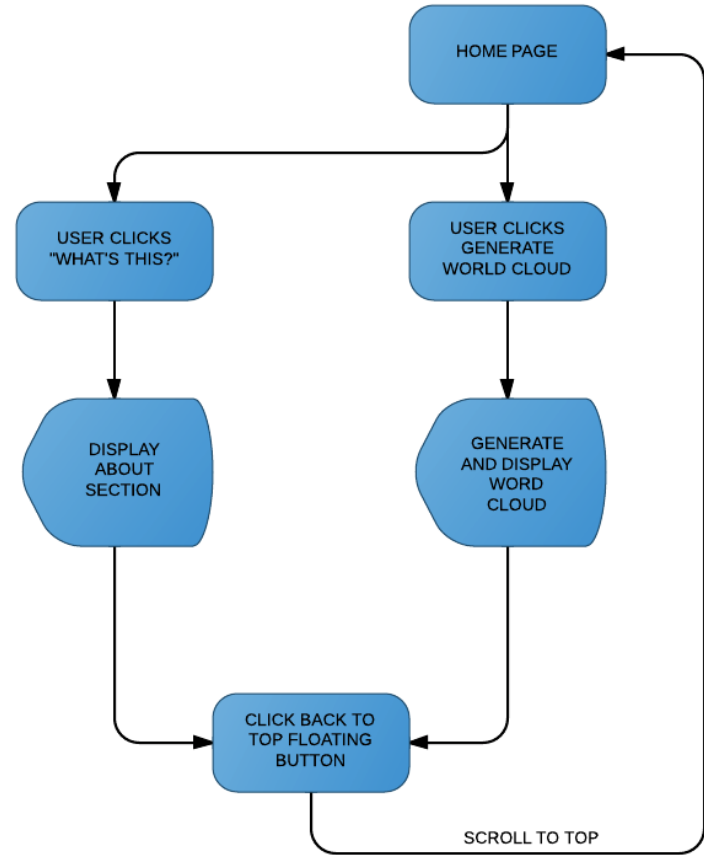 HOME PAGE
USER CLICKS
"WHAT'S THIS?"
USER CLICKS
GENERATE
WORLD CLOUD
DISPLAY
ABOUT
SECTION
GENERATE
AND DISPLAY
WORD
CLOUD
CLICK BACK TO
TOP FLOATING
BUTTON
SCROLL TO TOP